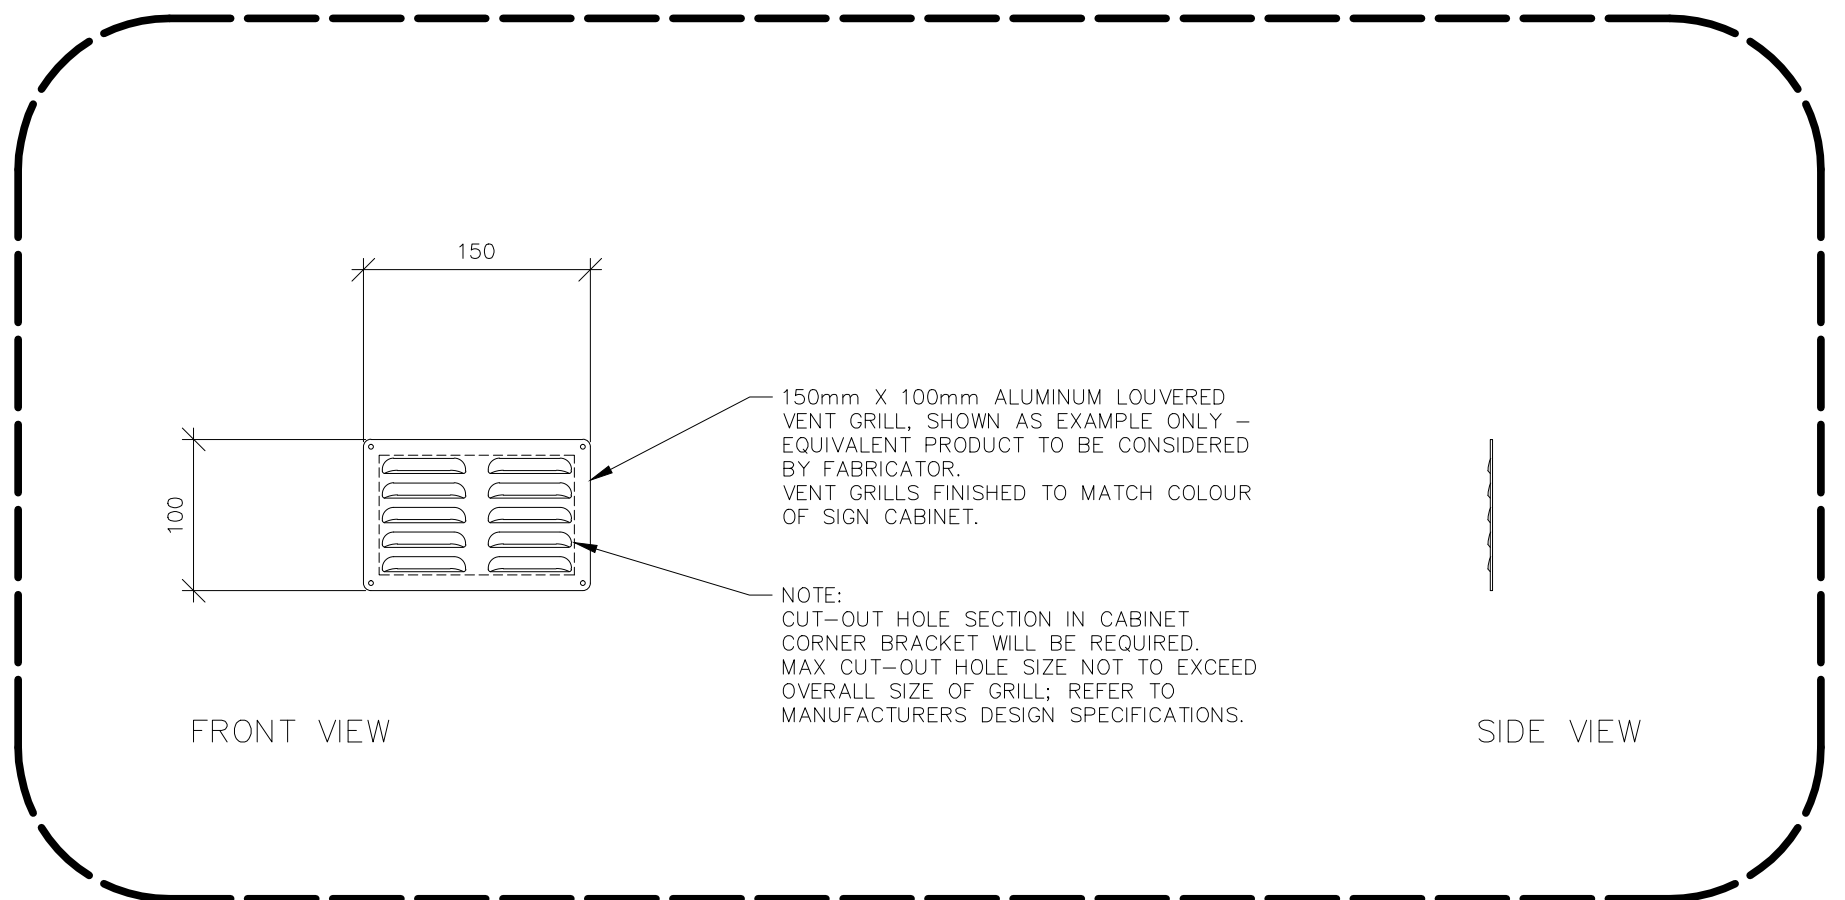 150
100
150mm X 100mm ALUMINUM LOUVERED
VENT GRILL, SHOWN AS EXAMPLE ONLY –
EQUIVALENT PRODUCT TO BE CONSIDERED
BY FABRICATOR.
VENT GRILLS FINISHED TO MATCH COLOUR
OF SIGN CABINET.
NOTE:
CUT–OUT HOLE SECTION IN CABINET
CORNER BRACKET WILL BE REQUIRED.
MAX CUT–OUT HOLE SIZE NOT TO EXCEED
OVERALL SIZE OF GRILL; REFER TO
MANUFACTURERS DESIGN SPECIFICATIONS.
FRONT VIEW
SIDE VIEW